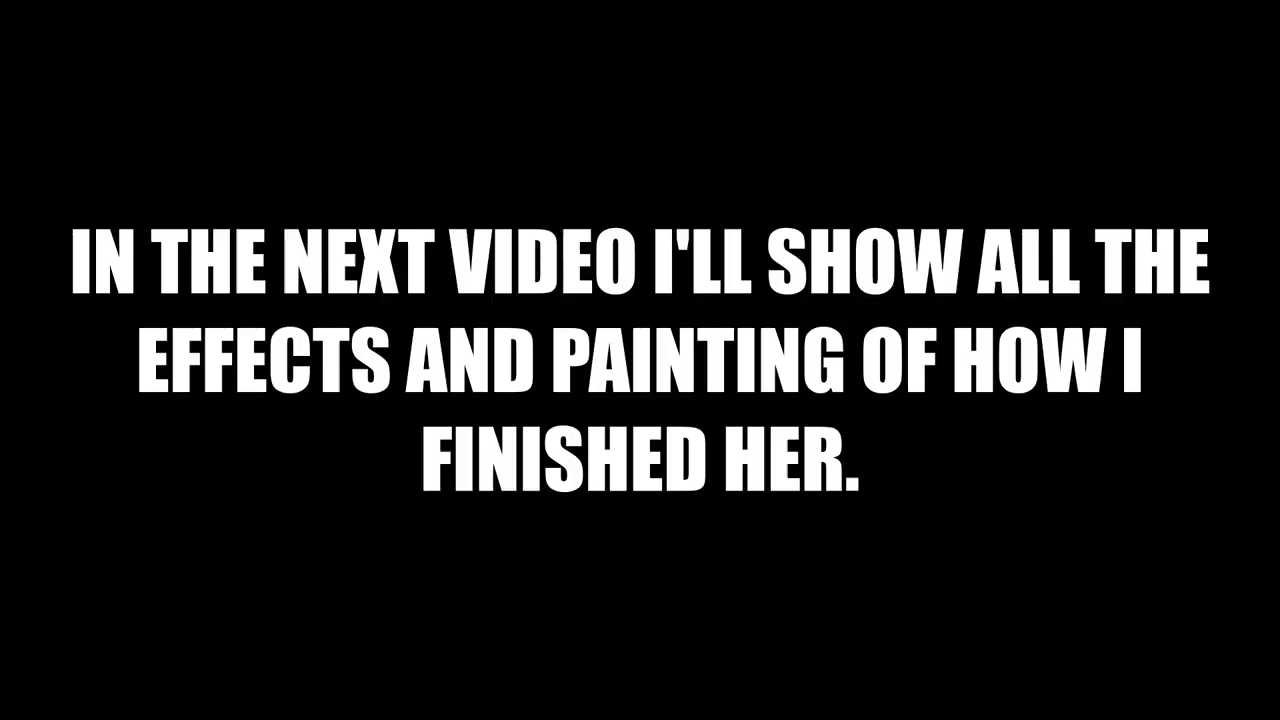 IN THE NEXT VIDEO I'LL SHOW ALL THE
EFFECTS AND PAINTING OF HOW I
FINISHED HER.